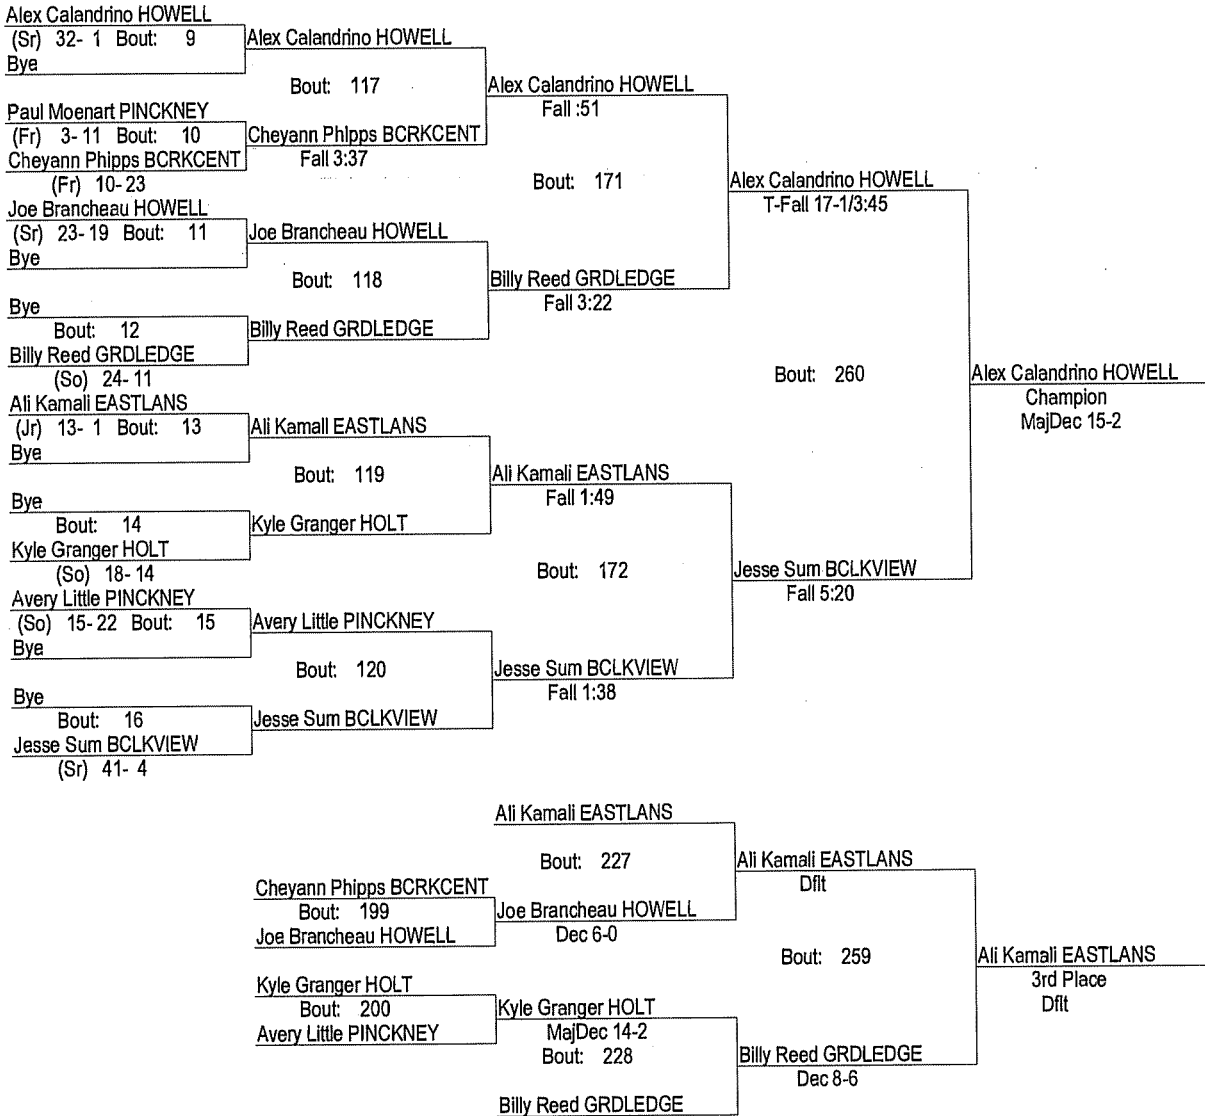 Alex Calandrino HOWELL
(Sr) 32- 1 Bout: 9
Bye
Alex Calandrino HOWELL
Bout: 117
Paul Moenart PINCKNEY
(Fr) 3- 11 Bout: 10
Cheyann Phipps BCRKCENT
(Fr) 10- 23
Cheyann Phipps BCRKCENT
Fall 3:37
Alex Calandrino HOWELL
Fall :51
Bout: 171
Joe Brancheau HOWELL
(Sr) 23- 19 Bout: 11
Bye
Joe Brancheau HOWELL
Bout: 118
Bye
Bout: 12
Billy Reed GRDLEDGE
(So) 24- 11
Billy Reed GRDLEDGE
Billy Reed GRDLEDGE
Fall 3:22
Alex Calandrino HOWELL
T-Fall 17-1/3:45
Bout: 260
Alex Calandrino HOWELL
Champion
MajDec 15-2
Ali Kamali EASTLANS
(Jr) 13- 1 Bout: 13
Bye
Ali Kamali EASTLANS
Bout: 119
Bye
Bout: 14
Kyle Granger HOLT
(So) 18- 14
Kyle Granger HOLT
Ali Kamali EASTLANS
Fall 1:49
Bout: 172
Avery Little PINCKNEY
(So) 15- 22 Bout: 15
Bye
Avery Little PINCKNEY
Bout: 120
Bye
Bout: 16
Jesse Sum BCLKVIEW
(Sr) 41- 4
Jesse Sum BCLKVIEW
Jesse Sum BCLKVIEW
Fall 1:38
Jesse Sum BCLKVIEW
Fall 5:20
Ali Kamali EASTLANS
Bout: 227
Cheyann Phipps BCRKCENT
Bout: 199
Joe Brancheau HOWELL
Joe Brancheau HOWELL
Dec 6-0
Ali Kamali EASTLANS
Dflt
Bout: 259
Ali Kamali EASTLANS
3rd Place
Dflt
Kyle Granger HOLT
Bout: 200
Avery Little PINCKNEY
Kyle Granger HOLT
MajDec 14-2
Bout: 228
Billy Reed GRDLEDGE
Billy Reed GRDLEDGE
Dec 8-6